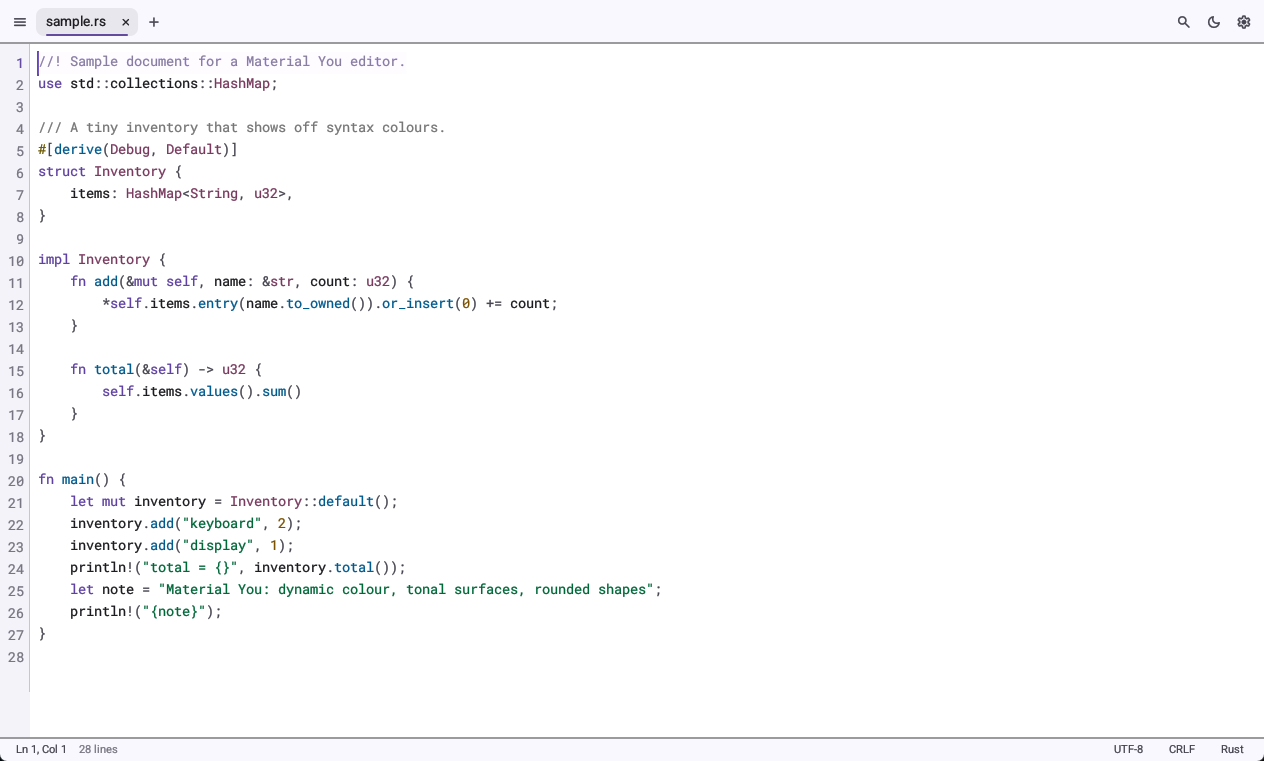 sample.rs × +
1 //! Sample document for a Material You editor.
2 use std::collections::HashMap;
3
4 /// A tiny inventory that shows off syntax colours.
5 #[derive(Debug, Default)]
6 struct Inventory {
7     items: HashMap<String, u32>,
8 }
9
10 impl Inventory {
11     fn add(&mut self, name: &str, count: u32) {
12         *self.items.entry(name.to_owned()).or_insert(0) += count;
13     }
14
15     fn total(&self) -> u32 {
16         self.items.values().sum()
17     }
18 }
19
20 fn main() {
21     let mut inventory = Inventory::default();
22     inventory.add("keyboard", 2);
23     inventory.add("display", 1);
24     println!("total = {}", inventory.total());
25     let note = "Material You: dynamic colour, tonal surfaces, rounded shapes";
26     println!("{note}");
27 }
28
Ln 1, Col 1 28 lines UTF-8 CRLF Rust